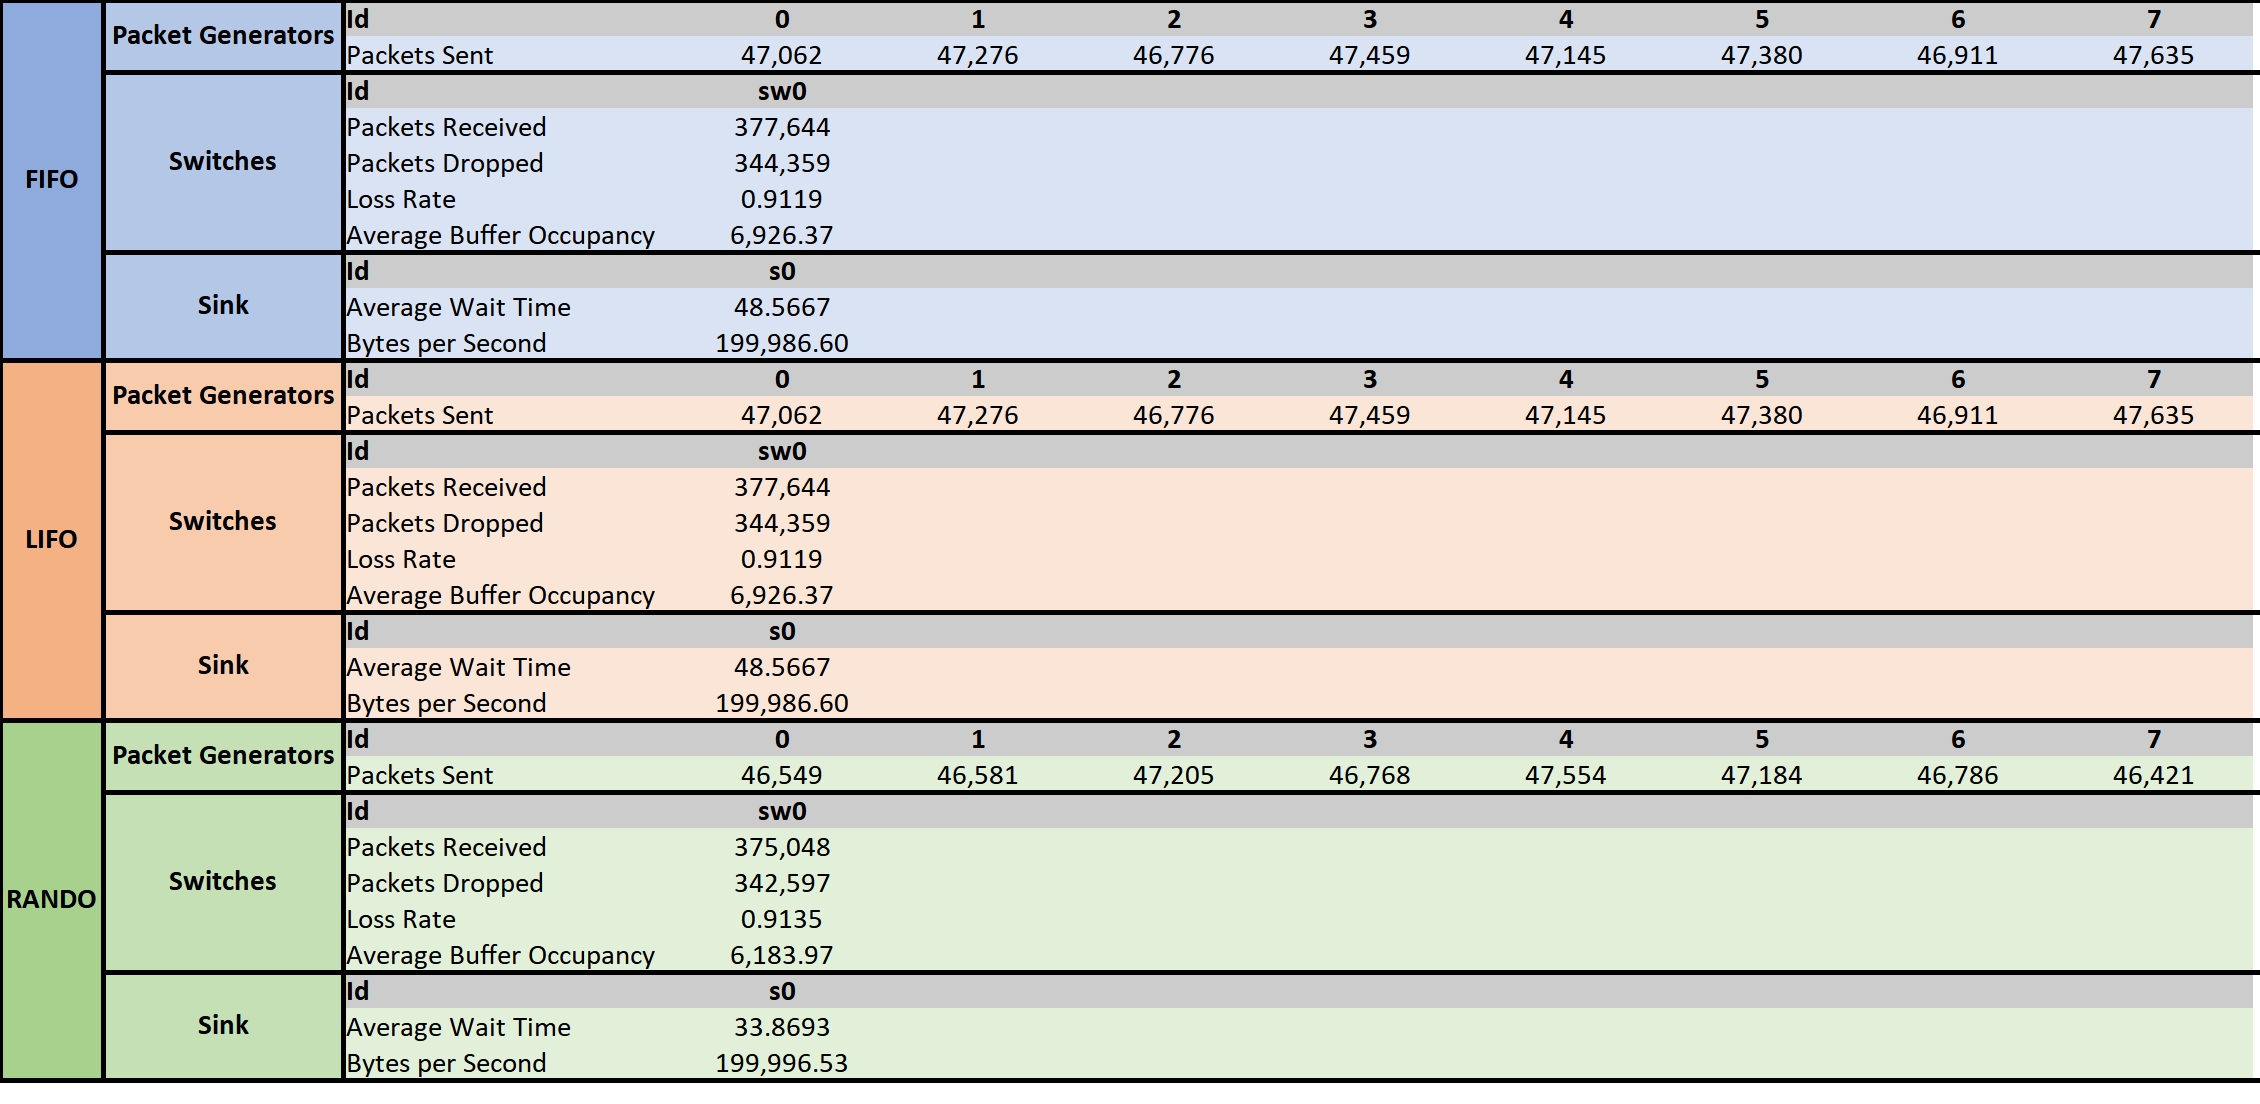 FIFO
Packet Generators
Id 0 1 2 3 4 5 6 7
Packets Sent 47,062 47,276 46,776 47,459 47,145 47,380 46,911 47,635
Switches
Id sw0
Packets Received 377,644
Packets Dropped 344,359
Loss Rate 0.9119
Average Buffer Occupancy 6,926.37
Sink
Id s0
Average Wait Time 48.5667
Bytes per Second 199,986.60
LIFO
Packet Generators
Id 0 1 2 3 4 5 6 7
Packets Sent 47,062 47,276 46,776 47,459 47,145 47,380 46,911 47,635
Switches
Id sw0
Packets Received 377,644
Packets Dropped 344,359
Loss Rate 0.9119
Average Buffer Occupancy 6,926.37
Sink
Id s0
Average Wait Time 48.5667
Bytes per Second 199,986.60
RANDO
Packet Generators
Id 0 1 2 3 4 5 6 7
Packets Sent 46,549 46,581 47,205 46,768 47,554 47,184 46,786 46,421
Switches
Id sw0
Packets Received 375,048
Packets Dropped 342,597
Loss Rate 0.9135
Average Buffer Occupancy 6,183.97
Sink
Id s0
Average Wait Time 33.8693
Bytes per Second 199,996.53